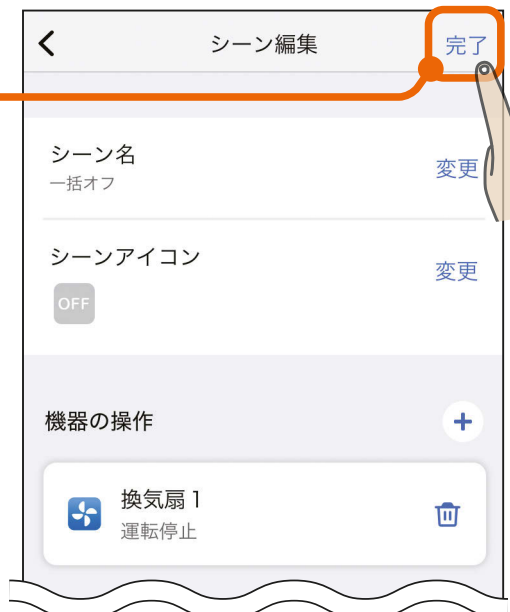 シーン編集
完了
シーン名
変更
一括オフ
シーンアイコン
変更
OFF
機器の操作
換気扇1
運転停止